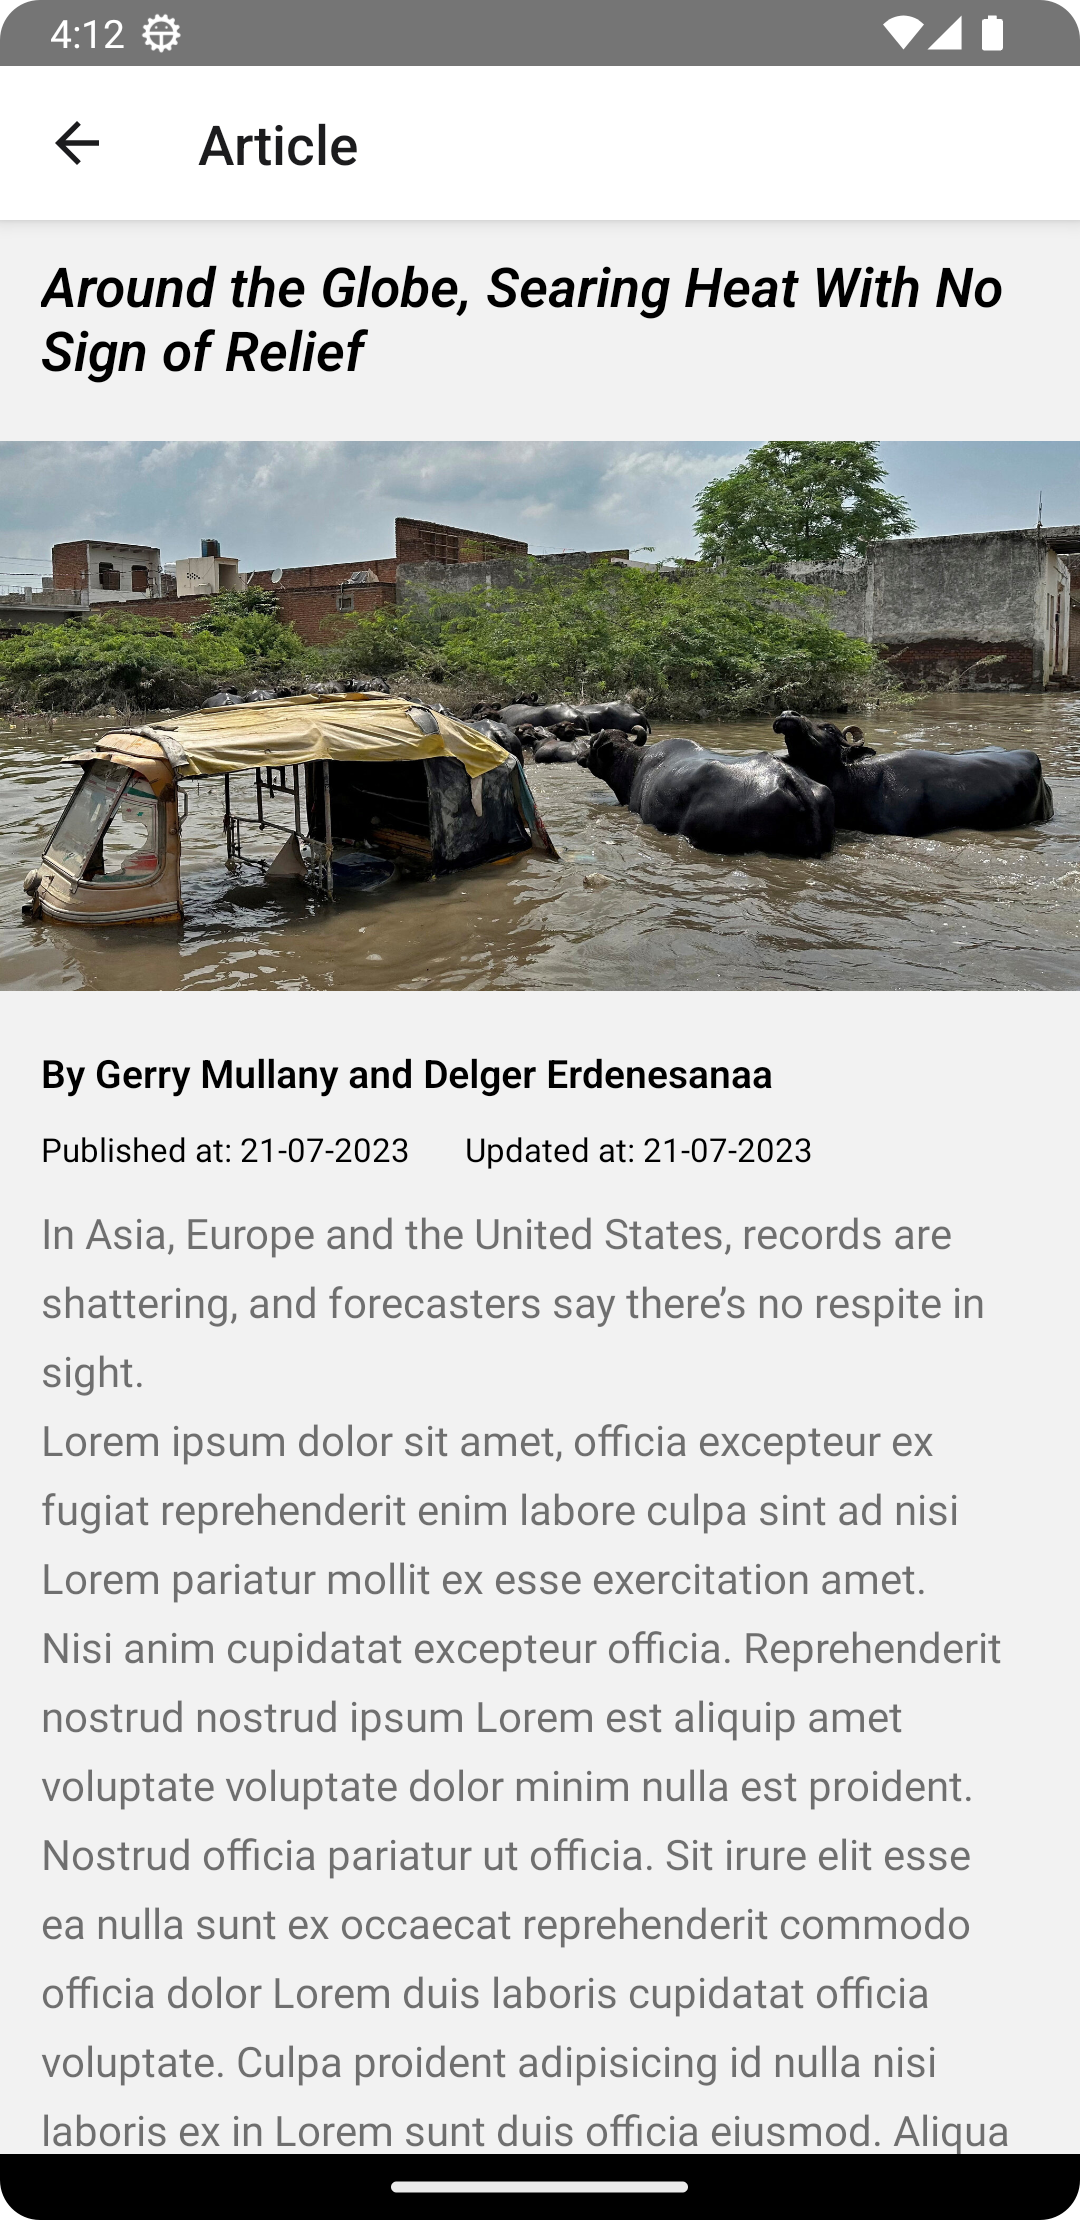 4:12
Article
Around the Globe, Searing Heat With No
Sign of Relief
By Gerry Mullany and Delger Erdenesanaa
Published at: 21-07-2023 Updated at: 21-07-2023
In Asia, Europe and the United States, records are
shattering, and forecasters say there’s no respite in
sight.
Lorem ipsum dolor sit amet, officia excepteur ex
fugiat reprehenderit enim labore culpa sint ad nisi
Lorem pariatur mollit ex esse exercitation amet.
Nisi anim cupidatat excepteur officia. Reprehenderit
nostrud nostrud ipsum Lorem est aliquip amet
voluptate voluptate dolor minim nulla est proident.
Nostrud officia pariatur ut officia. Sit irure elit esse
ea nulla sunt ex occaecat reprehenderit commodo
officia dolor Lorem duis laboris cupidatat officia
voluptate. Culpa proident adipisicing id nulla nisi
laboris ex in Lorem sunt duis officia eiusmod. Aliqua